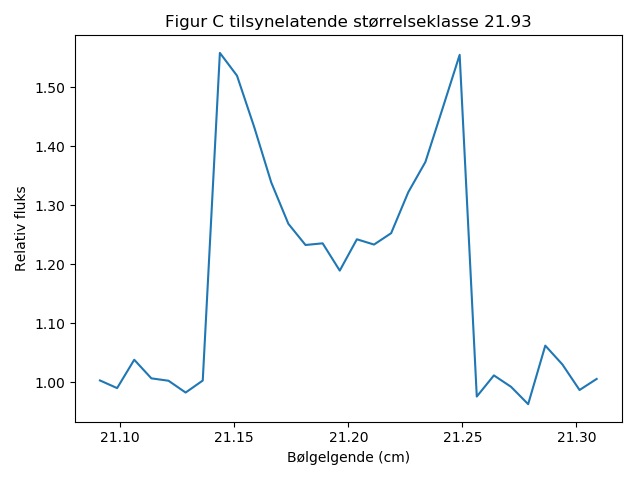 Figur C tilsynelatende størrelseklasse 21.93
Relativ fluks
1.50
1.40
1.30
1.20
1.10
1.00
21.10 21.15 21.20 21.25 21.30
Bølgelgende (cm)